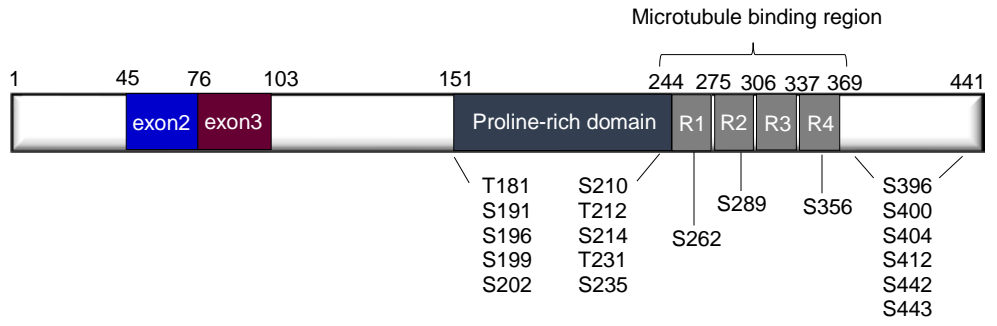 Microtubule binding region
1 45 76 103 151 244 275 306 337 369 441
exon2 exon3 Proline-rich domain R1 R2 R3 R4
T181 S210 S396
S191 T212 S289 S356 S400
S196 S214 S262 S404
S199 T231 S412
S202 S235 S442
S443